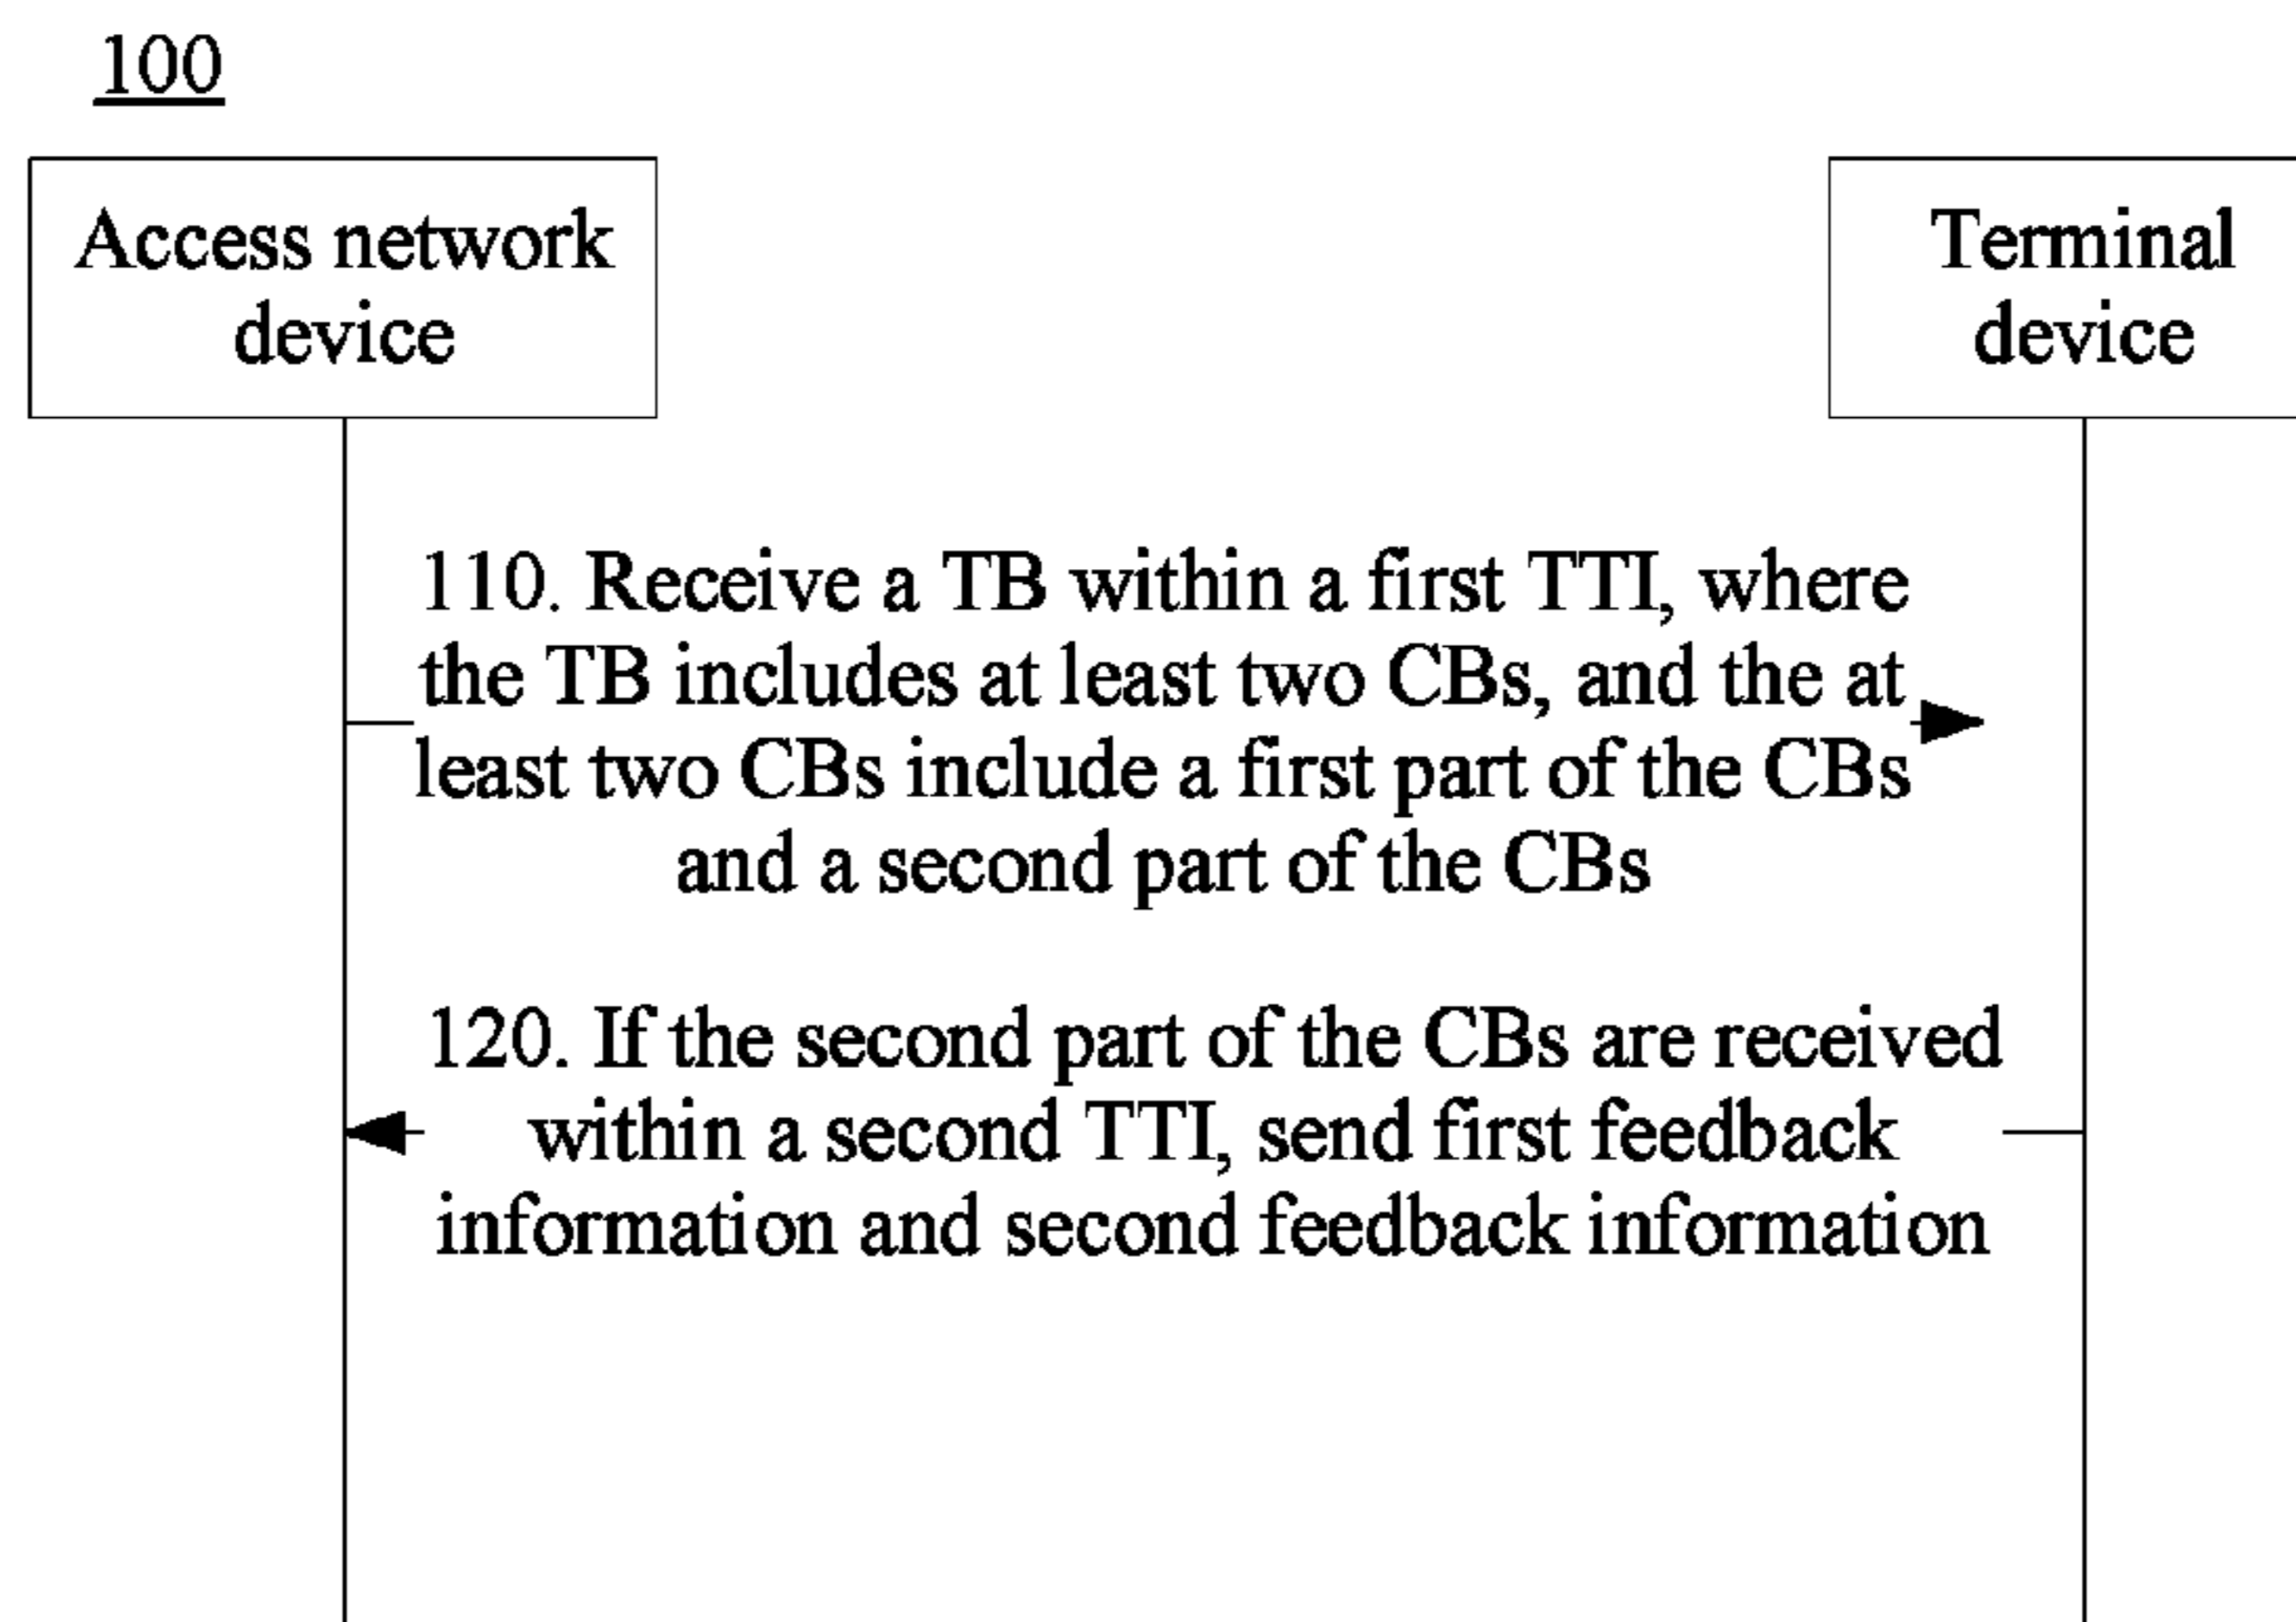 100
Access network
device
Terminal
device
110. Receive a TB within a first TTI, where
the TB includes at least two CBs, and the at
least two CBs include a first part of the CBs
and a second part of the CBs
120. If the second part of the CBs are received
within a second TTI, send first feedback
information and second feedback information